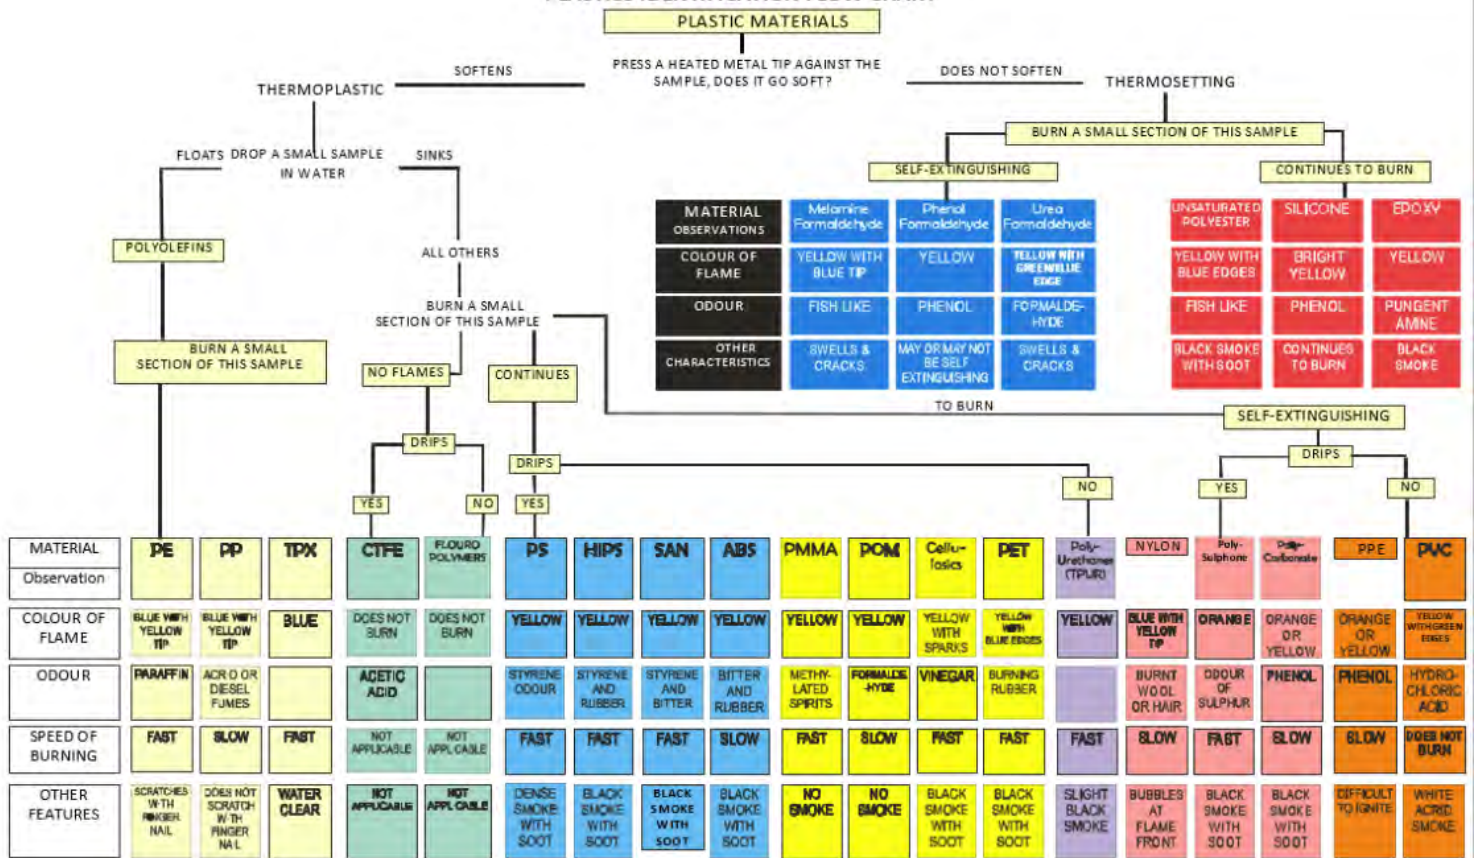 PLASTIC MATERIALS
PRESS A HEATED METAL TIP AGAINST THE
SAMPLE, DOES IT GO SOFT?
SOFTENS
DOES NOT SOFTEN
THERMOPLASTIC
THERMOSETTING
BURN A SMALL SECTION OF THIS SAMPLE
FLOATS DROP A SMALL SAMPLE SINKS
IN WATER
SELF-EXTINGUISHING
CONTINUES TO BURN
MATERIAL
OBSERVATIONS
Melamine
Formaldehyde
Phenol
Formaldehyde
Urea
Formaldehyde
UNSATURATED
POLYESTER
SILICONE
EPOXY
COLOUR OF
FLAME
YELLOW WITH
BLUE TIP
YELLOW
YELLOW WITH
GREEN/BLUE
EDGE
YELLOW WITH
BLUE EDGES
BRIGHT
YELLOW
YELLOW
ODOUR
FISH LIKE
PHENOL
FORMALDE-
HYDE
FISH LIKE
PHENOL
PUNGENT
AMINE
OTHER
CHARACTERISTICS
SWELLS &
CRACKS
MAY OR MAY NOT
BE SELF
EXTINGUISHING
SWELLS &
CRACKS
BLACK SMOKE
WITH SOOT
CONTINUES
TO BURN
BLACK
SMOKE
POLYOLEFINS
ALL OTHERS
BURN A SMALL
SECTION OF THIS SAMPLE
BURN A SMALL
SECTION OF THIS SAMPLE
NO FLAMES
CONTINUES
TO BURN
SELF-EXTINGUISHING
DRIPS
DRIPS
DRIPS
YES
NO
YES
NO
YES
NO
MATERIAL
Observation
PE
PP
TPX
CTFE
FLOURO
POLYMERS
PS
HIPS
SAN
ABS
PMMA
POM
Cellu-
losics
PET
Poly-
Urethanes
(TPUR)
NYLON
Poly-
Sulphone
Poly-
Carbonate
PPE
PVC
COLOUR OF
FLAME
BLUE WITH
YELLOW
TIP
BLUE WITH
YELLOW
TIP
BLUE
DOES NOT
BURN
DOES NOT
BURN
YELLOW
YELLOW
YELLOW
YELLOW
YELLOW
YELLOW
YELLOW
WITH
SPARKS
YELLOW
WITH
BLUE EDGES
YELLOW
BLUE WITH
YELLOW
TIP
ORANGE
ORANGE
OR
YELLOW
ORANGE
OR
YELLOW
YELLOW
WITHGREEN
EDGES
ODOUR
PARAFFIN
ACRID OR
DIESEL
FUMES
ACETIC
ACID
STYRENE
ODOUR
STYRENE
AND
RUBBER
STYRENE
AND
BITTER
BITTER
AND
RUBBER
METHY-
LATED
SPIRITS
FORMALDE
-HYDE
VINEGAR
BURNING
RUBBER
BURNT
WOOL
OR HAIR
ODOUR
OF
SULPHUR
PHENOL
PHENOL
HYDRO-
CHLORIC
ACID
SPEED OF
BURNING
FAST
SLOW
FAST
NOT
APPLICABLE
NOT
APPLICABLE
FAST
FAST
FAST
SLOW
FAST
SLOW
FAST
FAST
FAST
SLOW
FAST
SLOW
SLOW
DOES NOT
BURN
OTHER
FEATURES
SCRATCHES
WITH
FINGER
NAIL
DOES NOT
SCRATCH
WITH
FINGER
NAIL
WATER
CLEAR
NOT
APPLICABLE
NOT
APPLICABLE
DENSE
SMOKE
WITH
SOOT
BLACK
SMOKE
WITH
SOOT
BLACK
SMOKE
WITH
SOOT
BLACK
SMOKE
WITH
SOOT
NO
SMOKE
NO
SMOKE
BLACK
SMOKE
WITH
SOOT
BLACK
SMOKE
WITH
SOOT
SLIGHT
BLACK
SMOKE
BUBBLES
AT
FLAME
FRONT
BLACK
SMOKE
WITH
SOOT
BLACK
SMOKE
WITH
SOOT
DIFFICULT
TO IGNITE
WHITE
ACRID
SMOKE